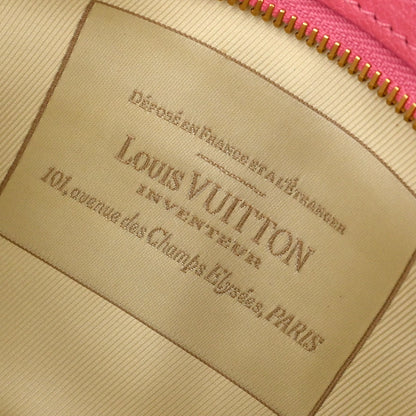 DÉPOSÉ EN FRANCE ET A L'ÉTRANGER
LOUIS VUITTON
INVENTEUR
101, avenue des Champs Elysées, PARIS